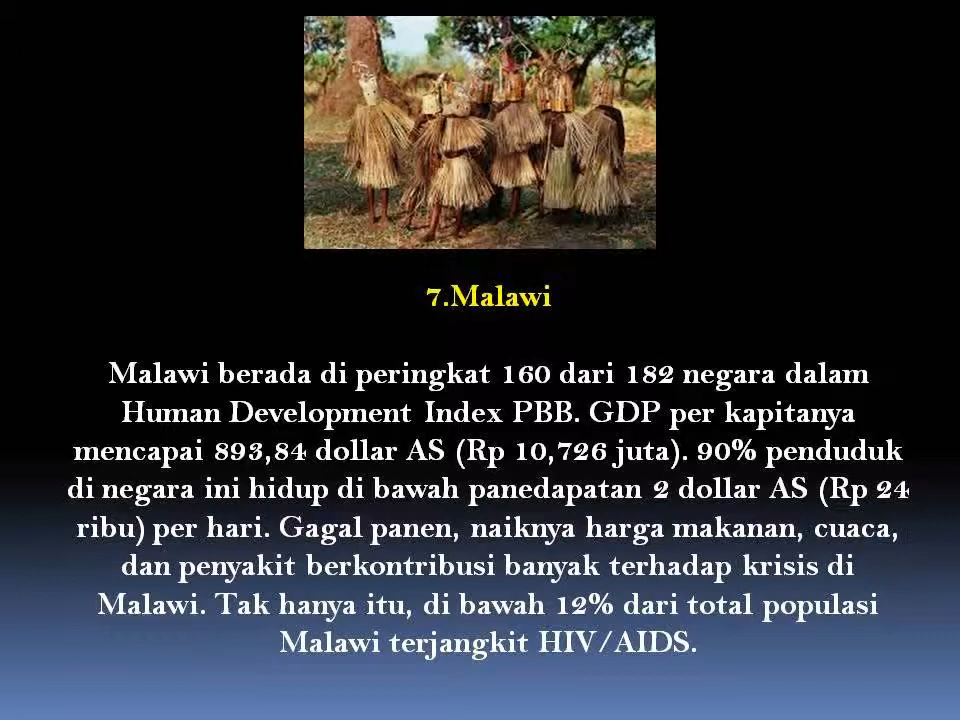 7.Malawi
Malawi berada di peringkat 160 dari 182 negara dalam
Human Development Index PBB. GDP per kapitanya
mencapai 893,84 dollar AS (Rp 10,726 juta). 90% penduduk
di negara ini hidup di bawah panedapatan 2 dollar AS (Rp 24
ribu) per hari. Gagal panen, naiknya harga makanan, cuaca,
dan penyakit berkontribusi banyak terhadap krisis di
Malawi. Tak hanya itu, di bawah 12% dari total populasi
Malawi terjangkit HIV/AIDS.